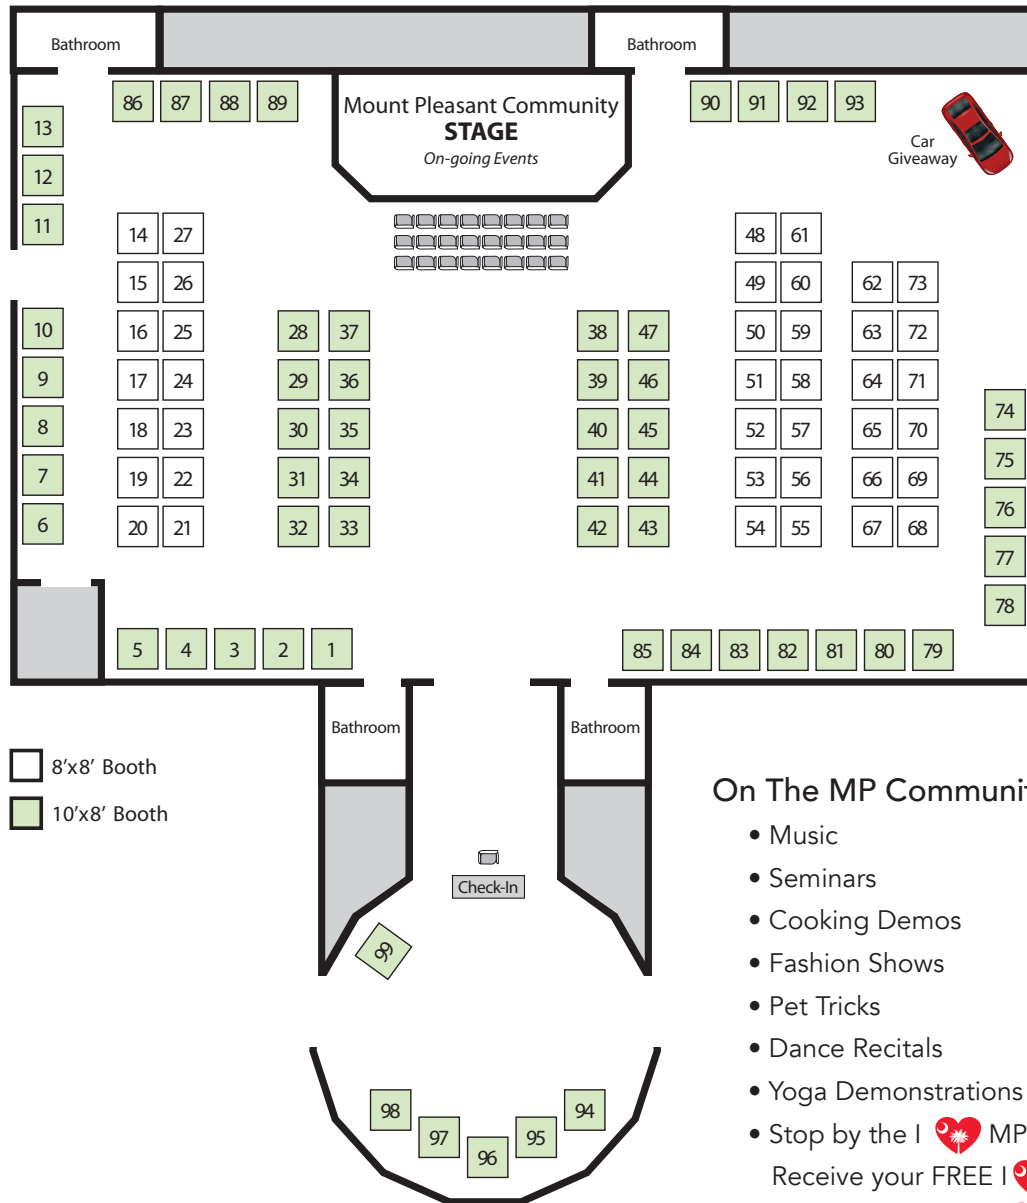 Bathroom
Bathroom
86 87 88 89
Mount Pleasant Community
STAGE
On-going Events
90 91 92 93
Car
Giveaway
13
12
11
14 27
48 61
15 26
49 60 62 73
10 16 25 28 37 38 47 50 59 63 72
9 17 24 29 36 39 46 51 58 64 71
74
8 18 23 30 35 40 45 52 57 65 70
75
7 19 22 31 34 41 44 53 56 66 69
76
6 20 21 32 33 42 43 54 55 67 68
77
78
5 4 3 2 1
85 84 83 82 81 80 79
Bathroom
Bathroom
8'x8' Booth
10'x8' Booth
Check-In
99
98
97
96
95
94
On The MP Communit
• Music
• Seminars
• Cooking Demos
• Fashion Shows
• Pet Tricks
• Dance Recitals
• Yoga Demonstrations
• Stop by the I MP
Receive your FREE I